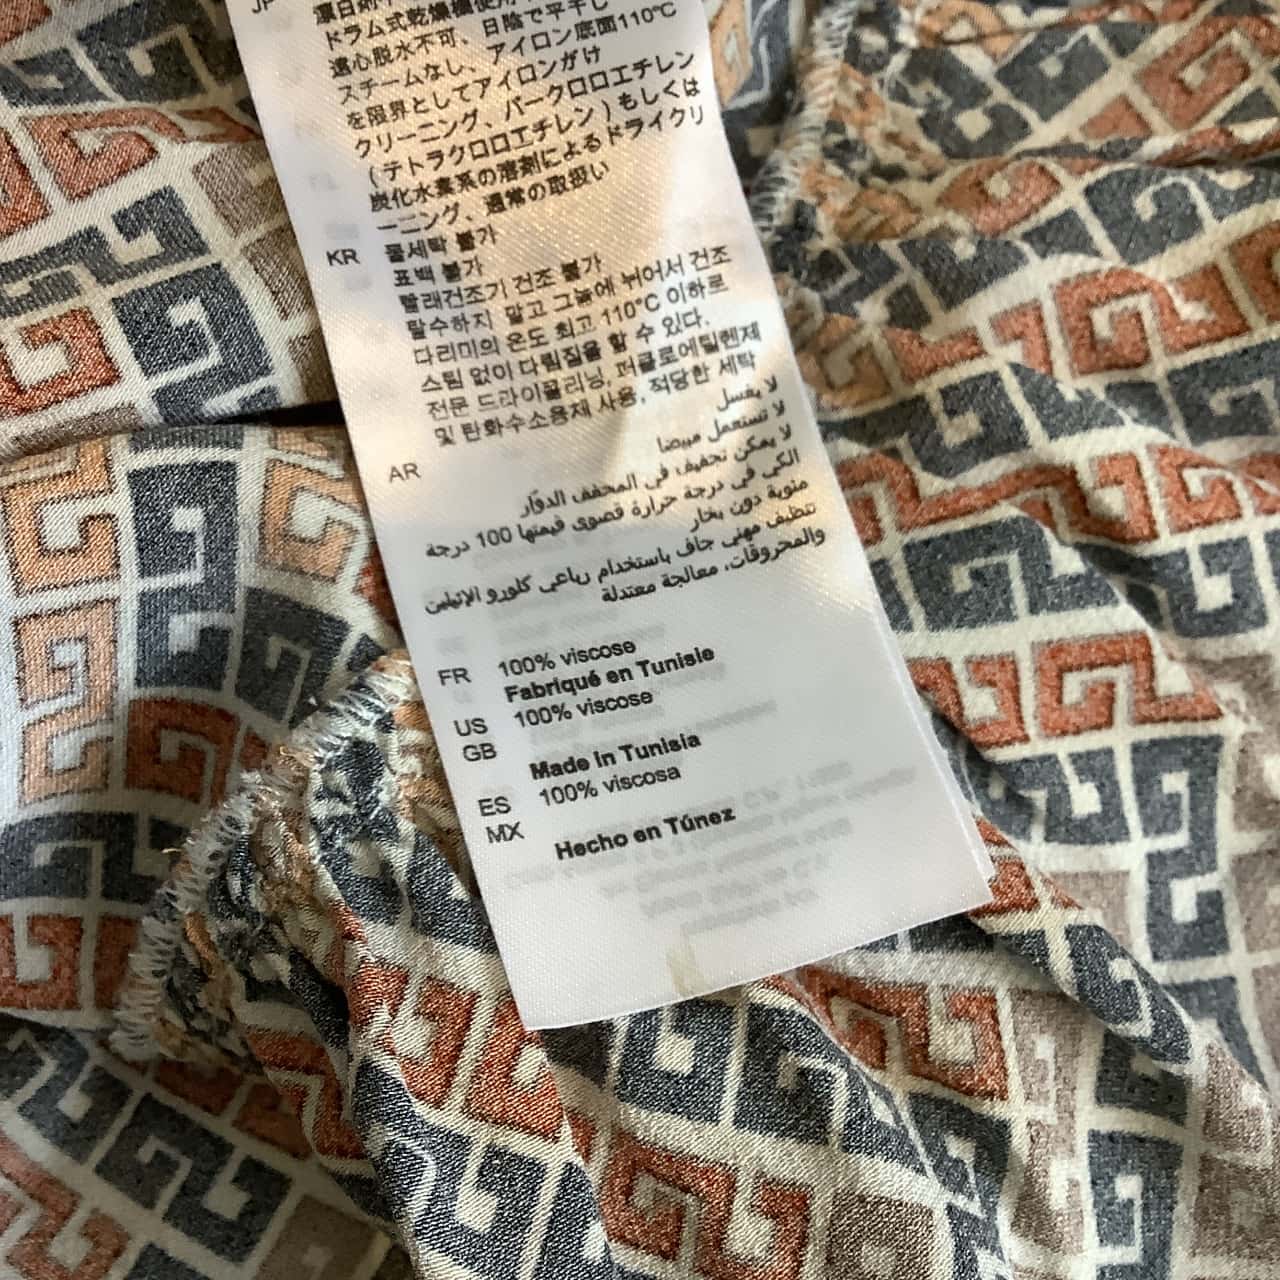 JP
漂白剤
ドラム式乾燥機使用
遠心脱水不可、日陰で平干し
スチームなし、アイロン底面110℃
を限界としてアイロンがけ
クリーニング、パークロロエチレン
(テトラクロロエチレン)もしくは
炭化水素系の溶剤によるドライクリ
ーニング、通常の取扱い
KR 물세탁 불가
표백 불가
빨래건조기 건조 불가
탈수하지 말고 그늘에 뉘어서 건조
다리미의 온도 최고 110°C 이하로
스팀 없이 다림질을 할 수 있다.
전문 드라이클리닝, 퍼클로에틸렌제
및 탄화수소용제 사용, 적당한 세탁
AR لا يغسل
لا تستعمل مبيضا
لا يمكن تجفيف في المجفف الدوّار
الكي في درجة حرارة قصوى قيمتها 100 درجة
مئوية دون بخار
تنظيف مهني جاف باستخدام رباعي كلورو الإتيلين
والمحروقات، معالجة معتدلة
FR 100% viscose
Fabriqué en Tunisie
US 100% viscose
GB
Made in Tunisia
ES 100% viscosa
MX
Hecho en Túnez